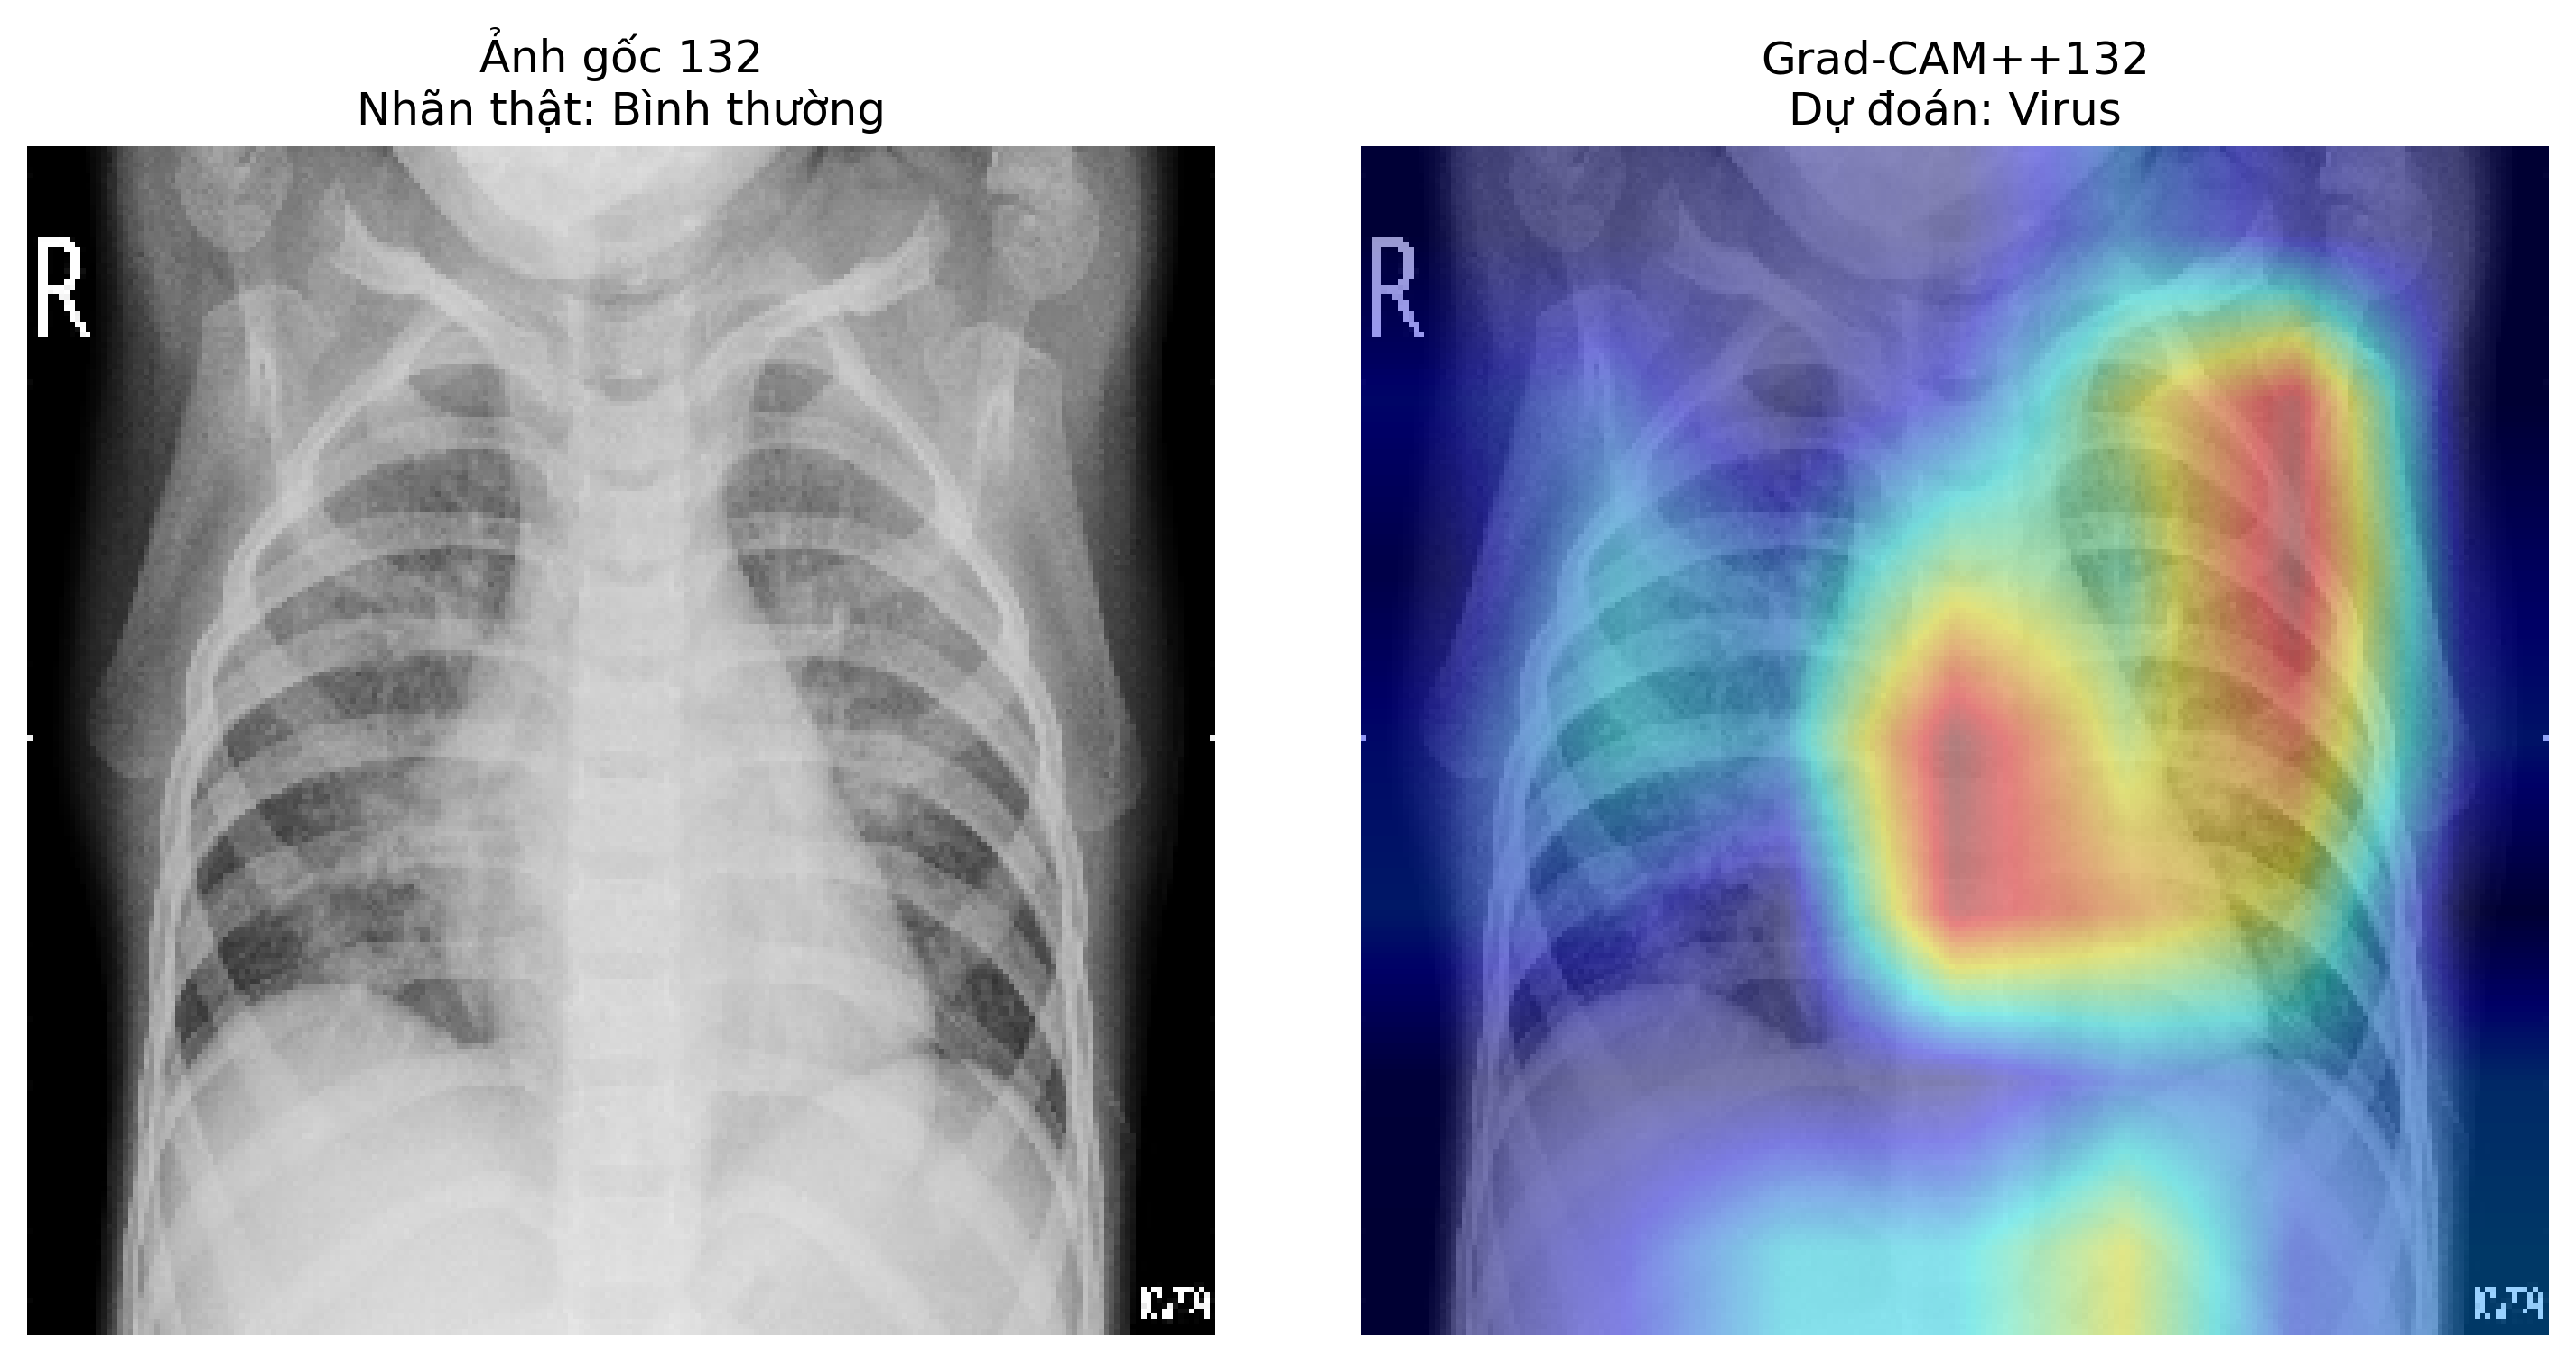 Ảnh gốc 132
Nhãn thật: Bình thường
Grad-CAM++132
Dự đoán: Virus
R
R